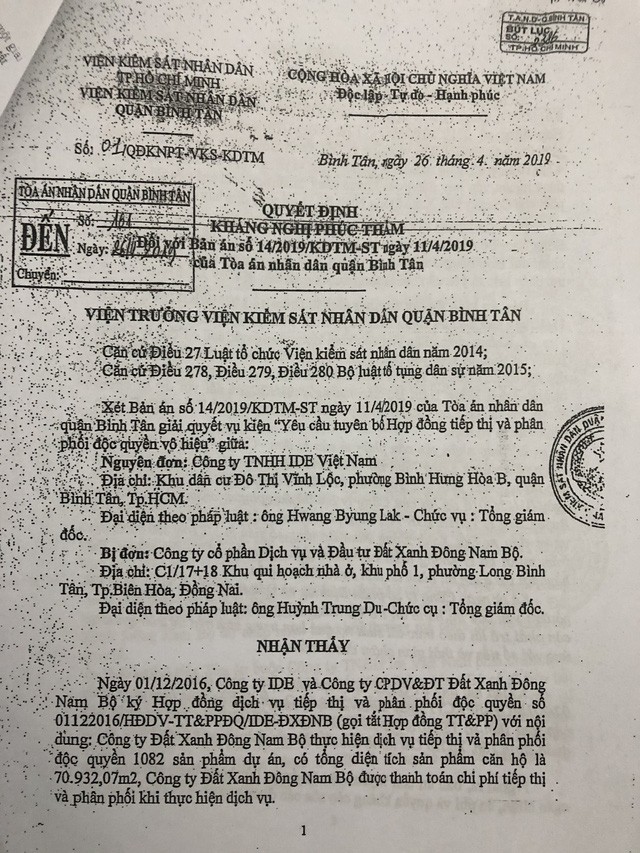 T.A.N.D-Q.BÌNH TÂN
BÚT LỤC
SỐ:
TP.HỒ CHÍ MINH
VIỆN KIỂM SÁT NHÂN DÂN
TP.HỒ CHÍ MINH
VIỆN KIỂM SÁT NHÂN DÂN
QUẬN BÌNH TÂN
CỘNG HÒA XÃ HỘI CHỦ NGHĨA VIỆT NAM
Độc lập - Tự do - Hạnh phúc
Số: 01/QĐKNPT-VKS-KDTM
Bình Tân, ngày 26 tháng 4 năm 2019
TÒA ÁN NHÂN DÂN QUẬN BÌNH TÂN
ĐẾN
Số: 161
Ngày:
Chuyển:
QUYẾT ĐỊNH
KHÁNG NGHỊ PHÚC THẨM
Đối với Bản án số 14/2019/KDTM-ST ngày 11/4/2019
của Tòa án nhân dân quận Bình Tân
VIỆN TRƯỞNG VIỆN KIỂM SÁT NHÂN DÂN QUẬN BÌNH TÂN
Căn cứ Điều 27 Luật tổ chức Viện kiểm sát nhân dân năm 2014;
Căn cứ Điều 278, Điều 279, Điều 280 Bộ luật tố tụng dân sự năm 2015;
Xét Bản án số 14/2019/KDTM-ST ngày 11/4/2019 của Tòa án nhân dân
quận Bình Tân giải quyết vụ kiện “Yêu cầu tuyên bố Hợp đồng tiếp thị và phân
phối độc quyền vô hiệu” giữa:
Nguyên đơn: Công ty TNHH IDE Việt Nam
Địa chỉ: Khu dân cư Đô Thị Vĩnh Lộc, phường Bình Hưng Hòa B, quận
Bình Tân, Tp.HCM.
Đại diện theo pháp luật : ông Hwang Byung Lak - Chức vụ : Tổng giám
đốc.
Bị đơn: Công ty cổ phần Dịch vụ và Đầu tư Đất Xanh Đông Nam Bộ.
Địa chỉ: C1/17+18 Khu qui hoạch nhà ở, khu phố 1, phường Long Bình
Tân, Tp.Biên Hòa, Đồng Nai.
Đại diện theo pháp luật: ông Huỳnh Trung Du-Chức cụ : Tổng giám đốc.
NHẬN THẤY
Ngày 01/12/2016, Công ty IDE và Công ty CPDV&ĐT Đất Xanh Đông
Nam Bộ ký Hợp đồng dịch vụ tiếp thị và phân phối độc quyền số
01122016/HĐDV-TT&PPĐQ/IDE-ĐXĐNB (gọi tắt Hợp đồng TT&PP) với nội
dung: Công ty Đất Xanh Đông Nam Bộ thực hiện dịch vụ tiếp thị và phân phối
độc quyền 1082 sản phẩm dự án, có tổng diện tích sản phẩm căn hộ là
70.932,07m2, Công ty Đất Xanh Đông Nam Bộ được thanh toán chi phí tiếp thị
và phân phối khi thực hiện dịch vụ.
1